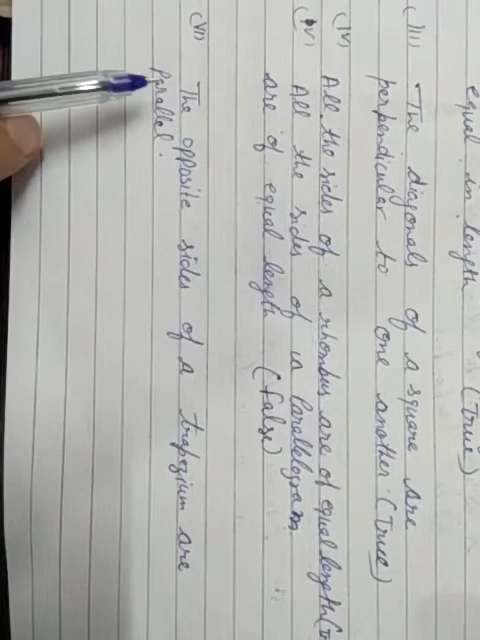 equal in length (True)
(iii) The diagonals of a square are
perpendicular to one another. (True)
(iv) All the sides of a rhombus are of equal length (T
(v) All the sides of a Parallelogram
are of equal length (false)
(vi) The opposite sides of a trapezium are
Parallel.